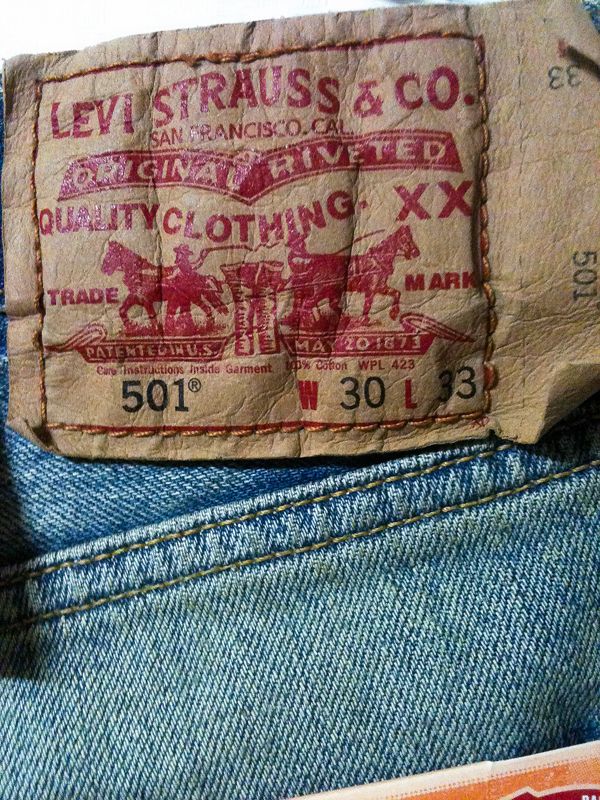 LEVI STRAUSS & CO.
SAN FRANCISCO. CAL.
ORIGINAL RIVETED
QUALITY CLOTHING- XX
TRADE MARK
PATENTED IN U.S. MAY 20 1873
Care Instructions Inside Garment 100% Cotton WPL 423
501® W 30 L 33
33
501